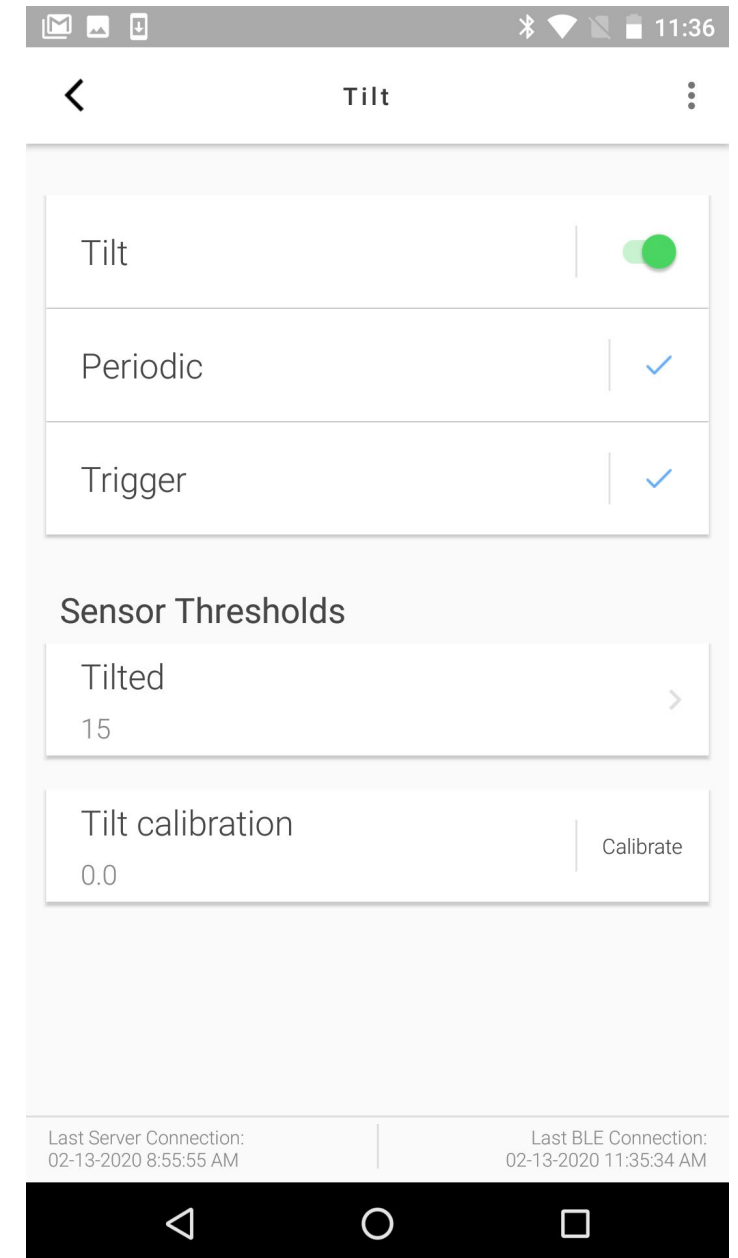 11:36
Tilt
Tilt
Periodic
Trigger
Sensor Thresholds
Tilted
15
Tilt calibration
0.0
Calibrate
Last Server Connection:
02-13-2020 8:55:55 AM
Last BLE Connection:
02-13-2020 11:35:34 AM